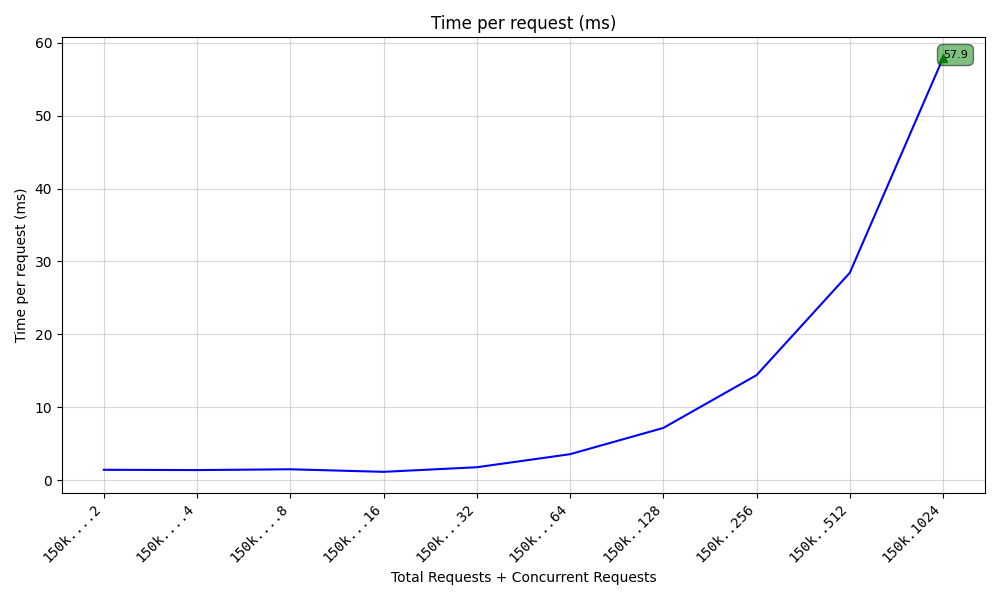 Time per request (ms)
60
57.9
50
40
30
20
10
0
Time per request (ms)
150k....2
150k....4
150k....8
150k...16
150k...32
150k...64
150k..128
150k..256
150k..512
150k.1024
Total Requests + Concurrent Requests